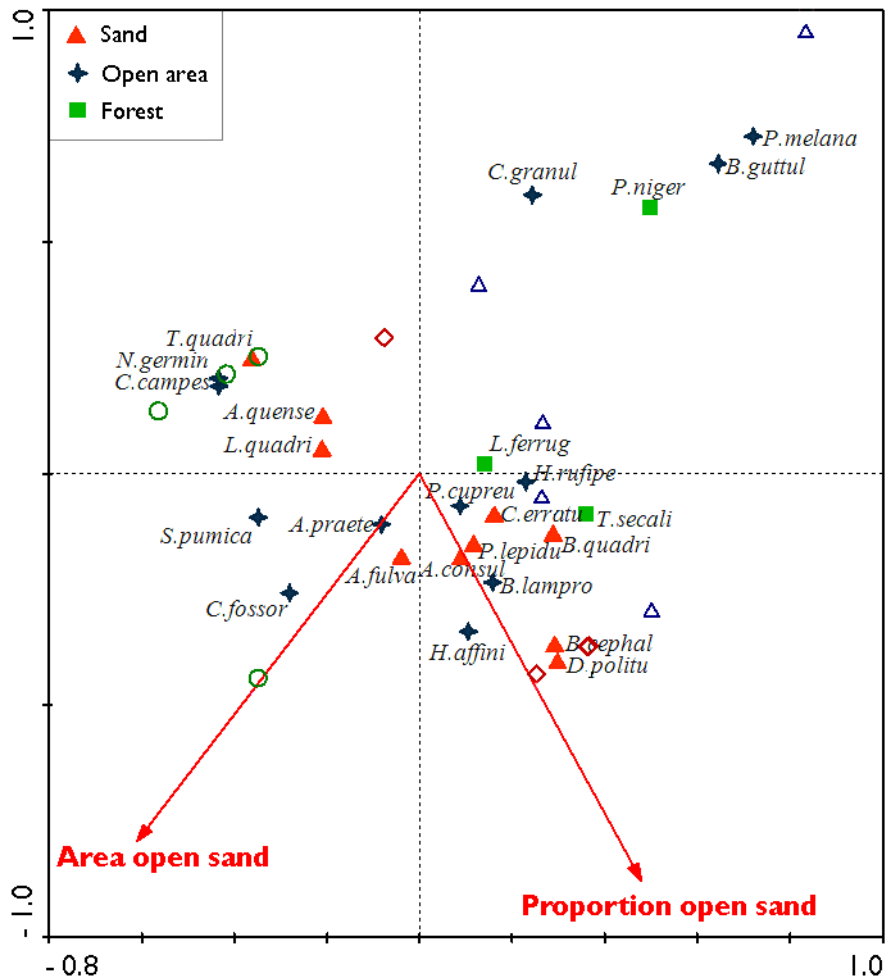 1.0
Sand
Open area
Forest
P.melana
B.guttul
C.granul
P.niger
T.quadri
N.germin
C.campes
A.quense
L.quadri
L.ferrug
H.rufipe
P.cupreu
C.erratu
T.secali
S.pumica
A.praete
B.quadri
P.lepidu
A.fulva
A.consul
B.lampro
C.fossor
H.affini
B.cephal
D.politu
Area open sand
Proportion open sand
-1.0
-0.8
1.0